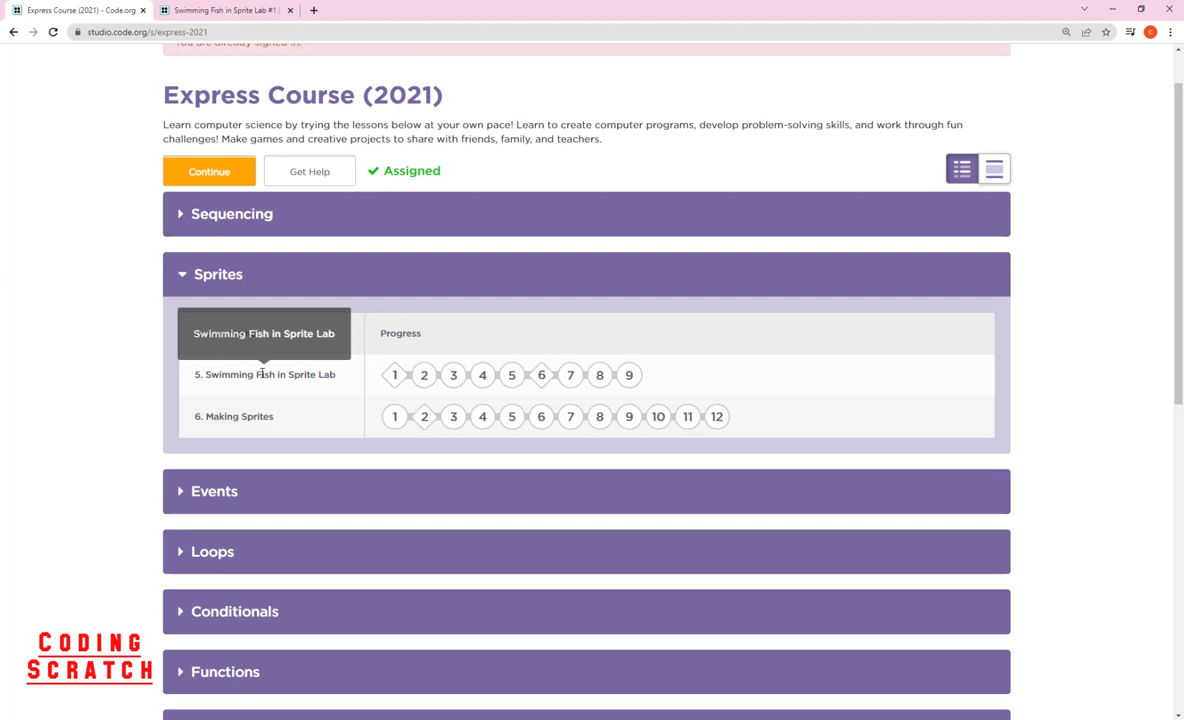 Express Course (2021) - Code.org
Swimming Fish in Sprite Lab #1
studio.code.org/s/express-2021
C
You are already signed in.
Express Course (2021)
Learn computer science by trying the lessons below at your own pace! Learn to create computer programs, develop problem-solving skills, and work through fun
challenges! Make games and creative projects to share with friends, family, and teachers.
Continue
Get Help
Assigned
Sequencing
Sprites
Swimming Fish in Sprite Lab
Progress
5. Swimming Fish in Sprite Lab
1 2 3 4 5 6 7 8 9
6. Making Sprites
1 2 3 4 5 6 7 8 9 10 11 12
Events
Loops
Conditionals
Functions
CODING
SCRATCH